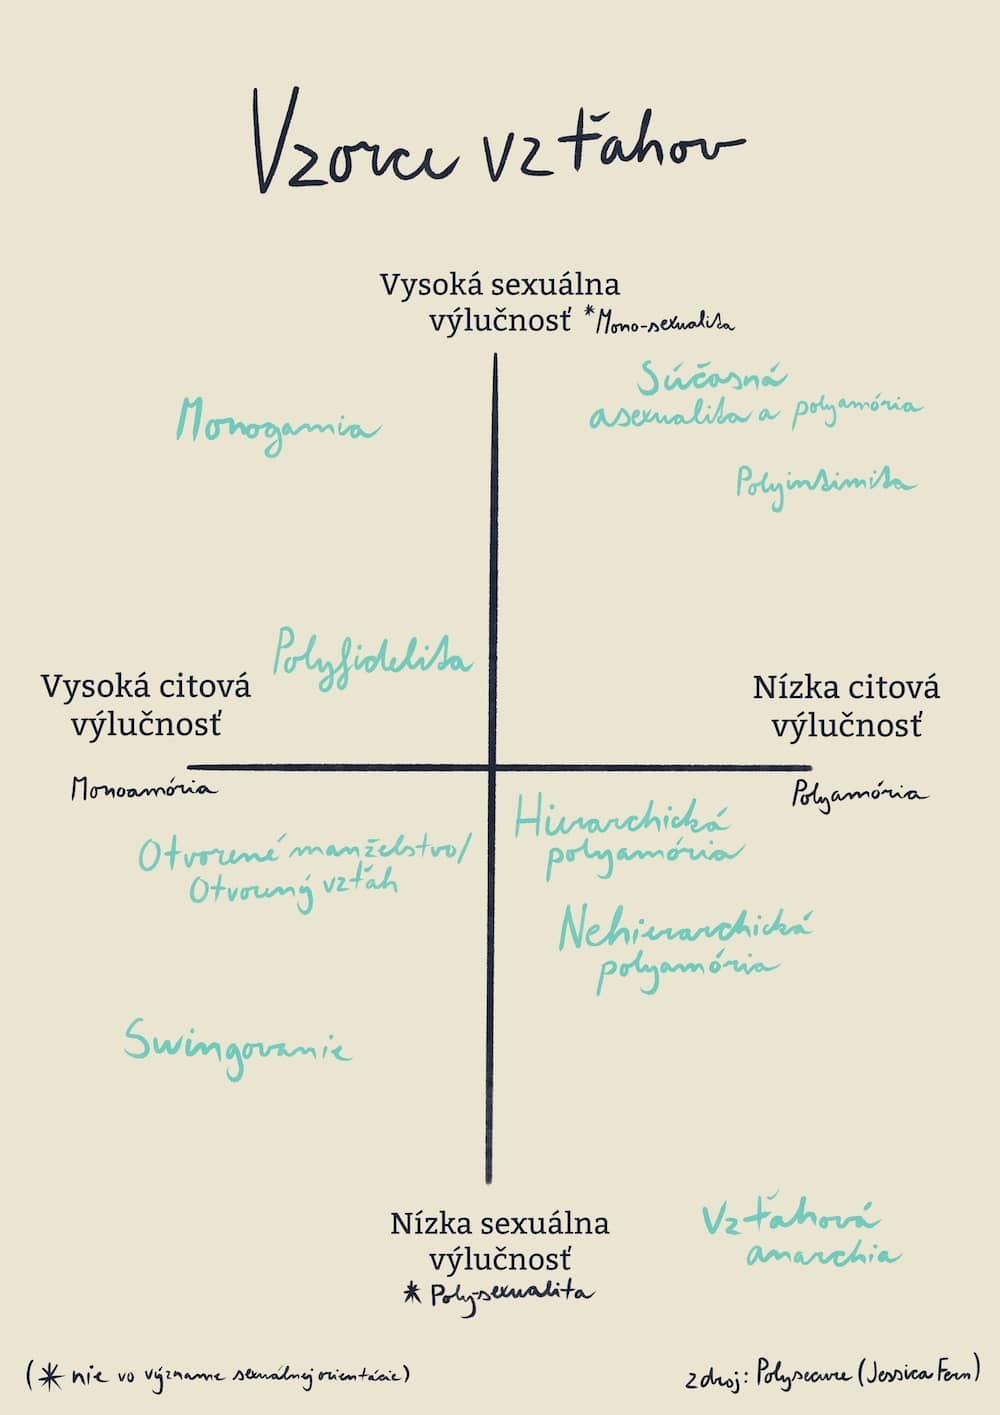 Vzorce vzťahov
Vysoká sexuálna
výlučnosť *Mono-sexualita
Monogamia
Súčasná
asexualita a polyamória
Polyintimita
Polyfidelita
Vysoká citová
výlučnosť
Monoamória
Nízka citová
výlučnosť
Polyamória
Otvorené manželstvo/
Otvorený vzťah
Hierarchická
polyamória
Nehierarchická
polyamória
Swingovanie
Nízka sexuálna
výlučnosť
* Poly-sexualita
Vzťahová
anarchia
(* nie vo význame sexuálnej orientácie)
zdroj: Polysecure (Jessica Fern)